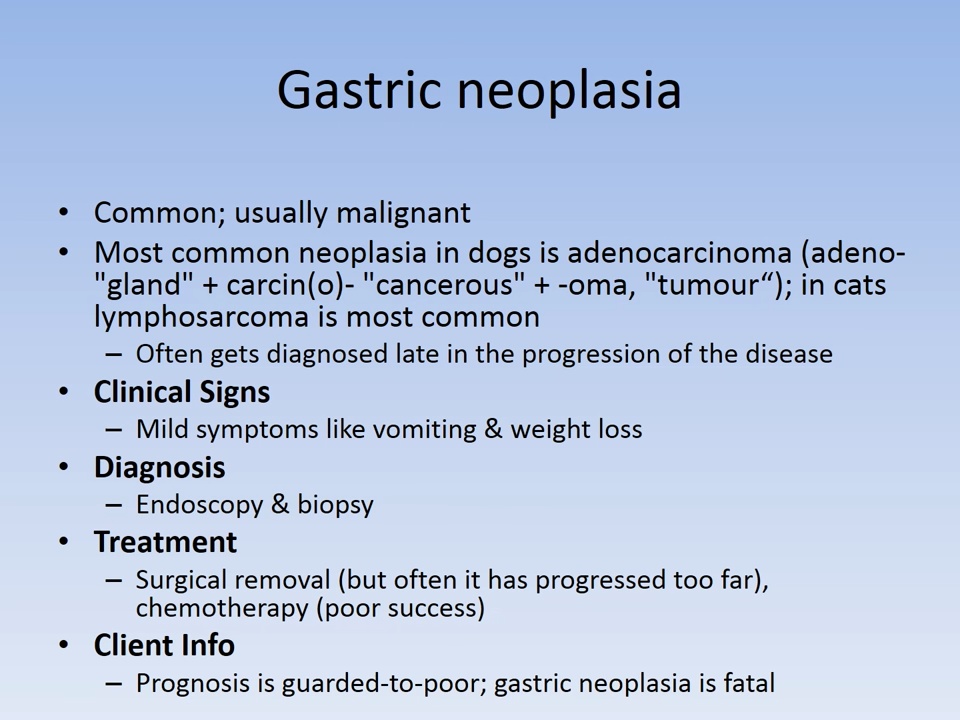 Gastric neoplasia
• Common; usually malignant
• Most common neoplasia in dogs is adenocarcinoma (adeno-
"gland" + carcin(o)- "cancerous" + -oma, "tumour“); in cats
lymphosarcoma is most common
– Often gets diagnosed late in the progression of the disease
• Clinical Signs
– Mild symptoms like vomiting & weight loss
• Diagnosis
– Endoscopy & biopsy
• Treatment
– Surgical removal (but often it has progressed too far),
chemotherapy (poor success)
• Client Info
– Prognosis is guarded-to-poor; gastric neoplasia is fatal